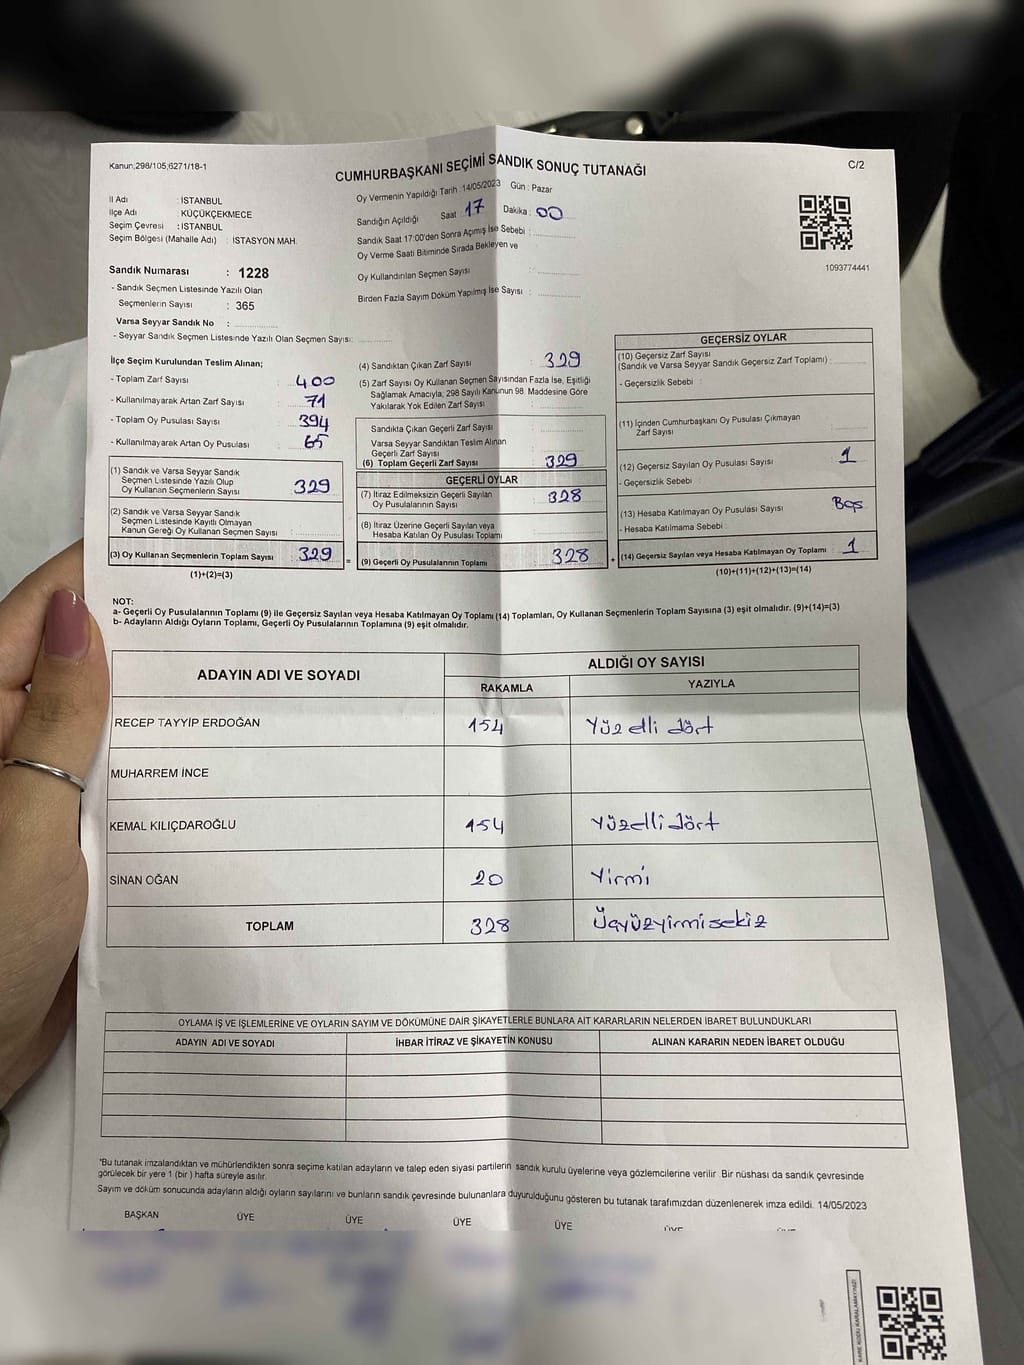 Kanun:298/105,6271/18-1
CUMHURBAŞKANI SEÇİMİ SANDIK SONUÇ TUTANAĞI
C/2
İl Adı : İSTANBUL
İlçe Adı : KÜÇÜKÇEKMECE
Seçim Çevresi : İSTANBUL
Seçim Bölgesi (Mahalle Adı) : İSTASYON MAH.
Oy Vermenin Yapıldığı Tarih : 14/05/2023 Gün : Pazar
Sandığın Açıldığı Saat : 17 Dakika : 00
Sandık Saat 17:00'den Sonra Açımış İse Sebebi :
Oy Verme Saati Bitiminde Sırada Bekleyen ve
Oy Kullandırılan Seçmen Sayısı :
Birden Fazla Sayım Döküm Yapılmış İse Sayısı :
1093774441
Sandık Numarası : 1228
- Sandık Seçmen Listesinde Yazılı Olan
Seçmenlerin Sayısı : 365
Varsa Seyyar Sandık No :
- Seyyar Sandık Seçmen Listesinde Yazılı Olan Seçmen Sayısı:
İlçe Seçim Kurulundan Teslim Alınan;
- Toplam Zarf Sayısı : 400
- Kullanılmayarak Artan Zarf Sayısı : 71
- Toplam Oy Pusulası Sayısı : 394
- Kullanılmayarak Artan Oy Pusulası : 65
(1) Sandık ve Varsa Seyyar Sandık
Seçmen Listesinde Yazılı Olup
Oy Kullanan Seçmenlerin Sayısı : 329
(2) Sandık ve Varsa Seyyar Sandık
Seçmen Listesinde Kayıtlı Olmayan
Kanun Gereği Oy Kullanan Seçmen Sayısı :
(3) Oy Kullanan Seçmenlerin Toplam Sayısı : 329
(1)+(2)=(3)
(4) Sandıktan Çıkan Zarf Sayısı : 329
(5) Zarf Sayısı Oy Kullanan Seçmen Sayısından Fazla İse, Eşitliği
Sağlamak Amacıyla, 298 Sayılı Kanunun 98. Maddesine Göre
Yakılarak Yok Edilen Zarf Sayısı :
Sandıkta Çıkan Geçerli Zarf Sayısı :
Varsa Seyyar Sandıktan Teslim Alınan
Geçerli Zarf Sayısı :
(6) Toplam Geçerli Zarf Sayısı : 329
GEÇERLİ OYLAR
(7) İtiraz Edilmeksizin Geçerli Sayılan
Oy Pusulasının Sayısı : 328
(8) İtiraz Üzerine Geçerli Sayılan veya
Hesaba Katılan Oy Pusulası Toplamı
= (9) Geçerli Oy Pusulalarının Toplamı : 328
GEÇERSİZ OYLAR
(10) Geçersiz Zarf Sayısı
(Sandık ve Varsa Seyyar Sandık Geçersiz Zarf Toplamı) :
- Geçersizlik Sebebi :
(11) İçinden Cumhurbaşkanı Oy Pusulası Çıkmayan
Zarf Sayısı
(12) Geçersiz Sayılan Oy Pusulası Sayısı : 1
- Geçersizlik Sebebi :
(13) Hesaba Katılmayan Oy Pusulası Sayısı : Boş
- Hesaba Katılmama Sebebi :
+ (14) Geçersiz Sayılan veya Hesaba Katılmayan Oy Toplamı : 1
(10)+(11)+(12)+(13)=(14)
NOT:
a- Geçerli Oy Pusulalarının Toplamı (9) ile Geçersiz Sayılan veya Hesaba Katılmayan Oy Toplamı (14) Toplamları, Oy Kullanan Seçmenlerin Toplam Sayısına (3) eşit olmalıdır. (9)+(14)=(3)
b- Adayların Aldığı Oyların Toplamı, Geçerli Oy Pusulalarının Toplamına (9) eşit olmalıdır.
ADAYIN ADI VE SOYADI
ALDIĞI OY SAYISI
RAKAMLA YAZIYLA
RECEP TAYYİP ERDOĞAN 154 Yüzelli dört
MUHARREM İNCE
KEMAL KILIÇDAROĞLU 154 Yüzelli dört
SİNAN OĞAN 20 Yirmi
TOPLAM 328 Üçyüzyirmisekiz
OYLAMA İŞ VE İŞLEMLERİNE VE OYLARIN SAYIM VE DÖKÜMÜNE DAİR ŞİKAYETLERLE BUNLARA AİT KARARLARIN NELERDEN İBARET BULUNDUKLARI
ADAYIN ADI VE SOYADI İHBAR İTİRAZ VE ŞİKAYETİN KONUSU ALINAN KARARIN NEDEN İBARET OLDUĞU
*Bu tutanak imzalandıktan ve mühürlendikten sonra seçime katılan adayların ve talep eden siyasi partilerin sandık kurulu üyelerine veya gözlemcilerine verilir. Bir nüshası da sandık çevresinde
görülecek bir yere 1 (bir) hafta süreyle asılır.
Sayım ve döküm sonucunda adayların aldığı oyların sayılarını ve bunların sandık çevresinde bulunanlara duyurulduğunu gösteren bu tutanak tarafımızdan düzenlenerek imza edildi. 14/05/2023
BAŞKAN ÜYE ÜYE ÜYE ÜYE ÜYE